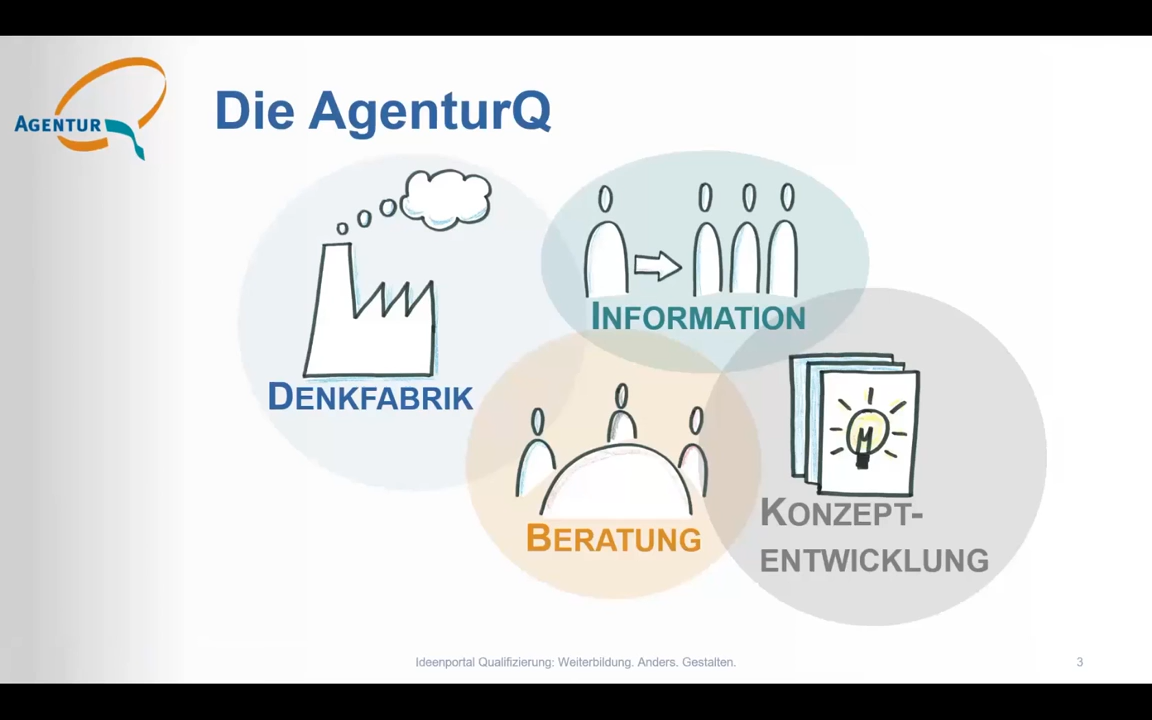 AGENTUR Q
Die AgenturQ
INFORMATION
DENKFABRIK
BERATUNG
KONZEPT-
ENTWICKLUNG
Ideenportal Qualifizierung: Weiterbildung. Anders. Gestalten.
3